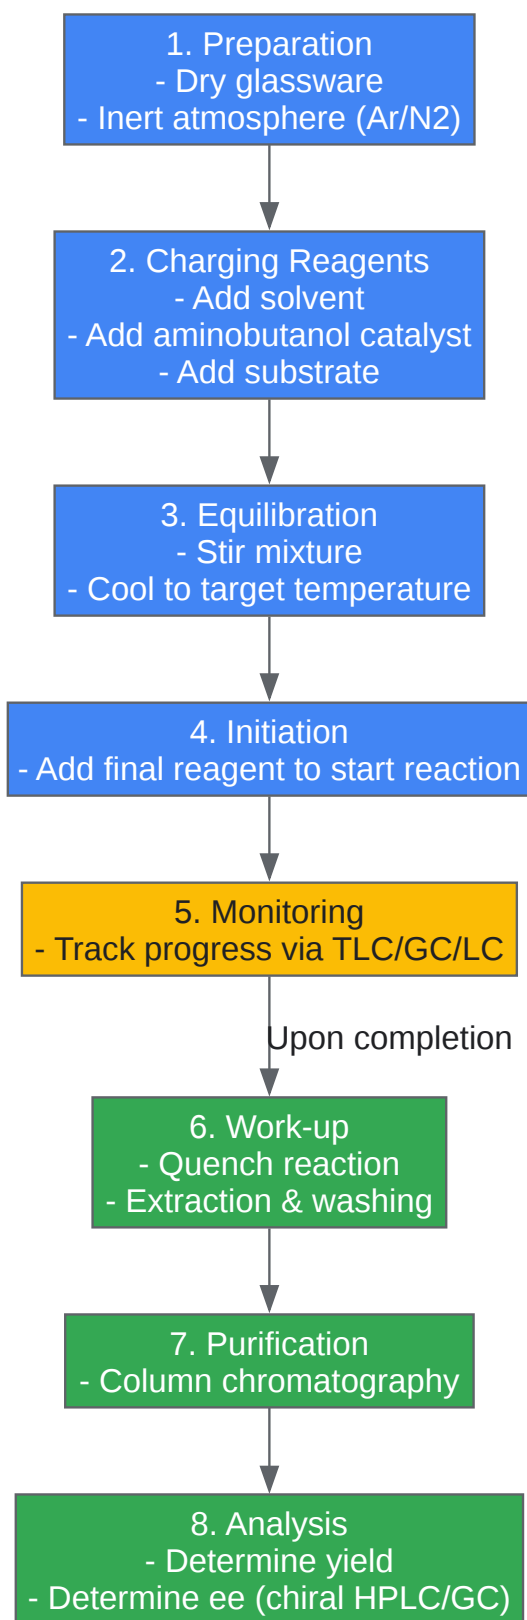 1. Preparation
- Dry glassware
- Inert atmosphere (Ar/N2)
2. Charging Reagents
- Add solvent
- Add aminobutanol catalyst
- Add substrate
3. Equilibration
- Stir mixture
- Cool to target temperature
4. Initiation
- Add final reagent to start reaction
5. Monitoring
- Track progress via TLC/GC/LC
Upon completion
6. Work-up
- Quench reaction
- Extraction & washing
7. Purification
- Column chromatography
8. Analysis
- Determine yield
- Determine ee (chiral HPLC/GC)